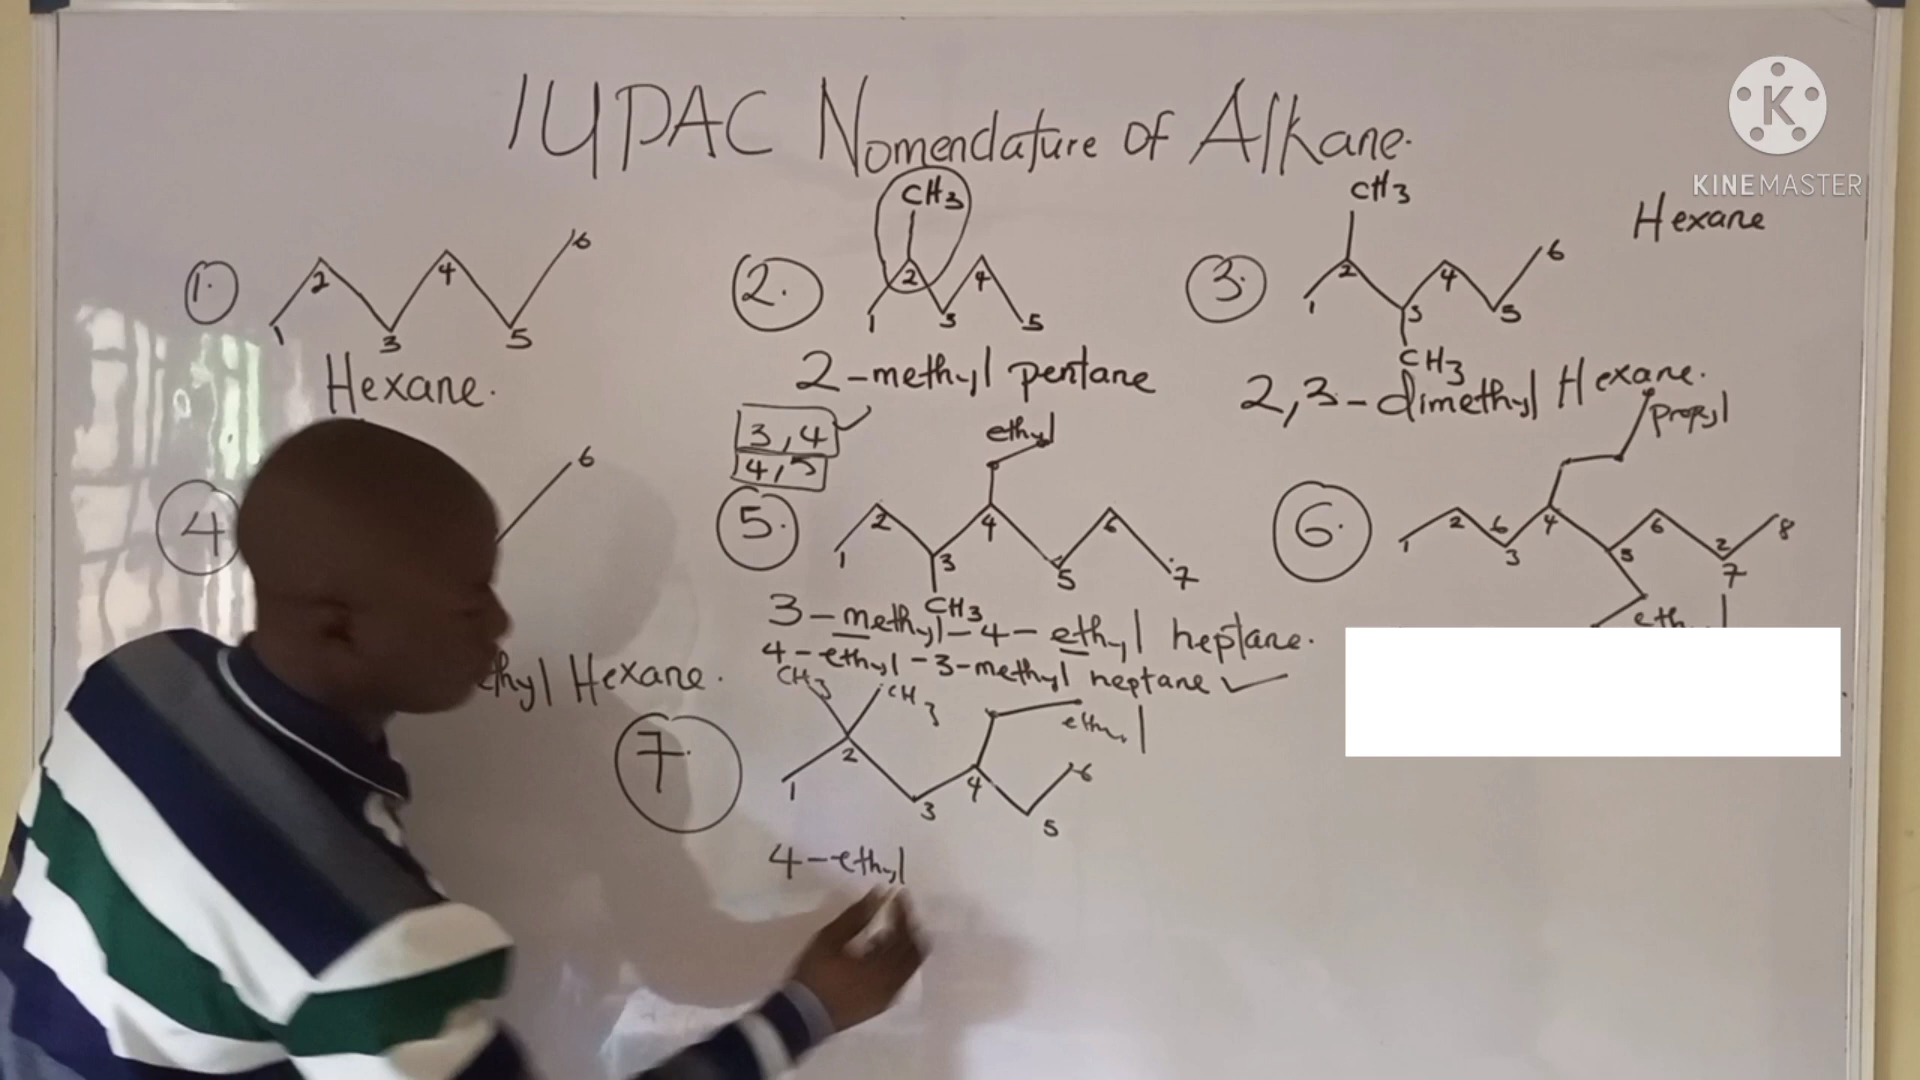 IUPAC Nomenclature of Alkane.
KINEMASTER
K
Hexane
1. 1 2 3 4 5 6
Hexane.
2. CH3 1 2 3 4 5
2-methyl pentane
3. CH3 1 2 3 4 5 6
CH3
2,3-dimethyl Hexane.
4 6
thyl Hexane.
3,4
4,5
5. ethyl 1 2 3 4 5 6 7
CH3
3-methyl-4-ethyl heptane.
4-ethyl-3-methyl heptane
6. propyl 1 2 6 3 4 5 6 2 7 8
eth
7. CH3 CH3 ethyl 1 2 3 4 5 6
4-ethyl